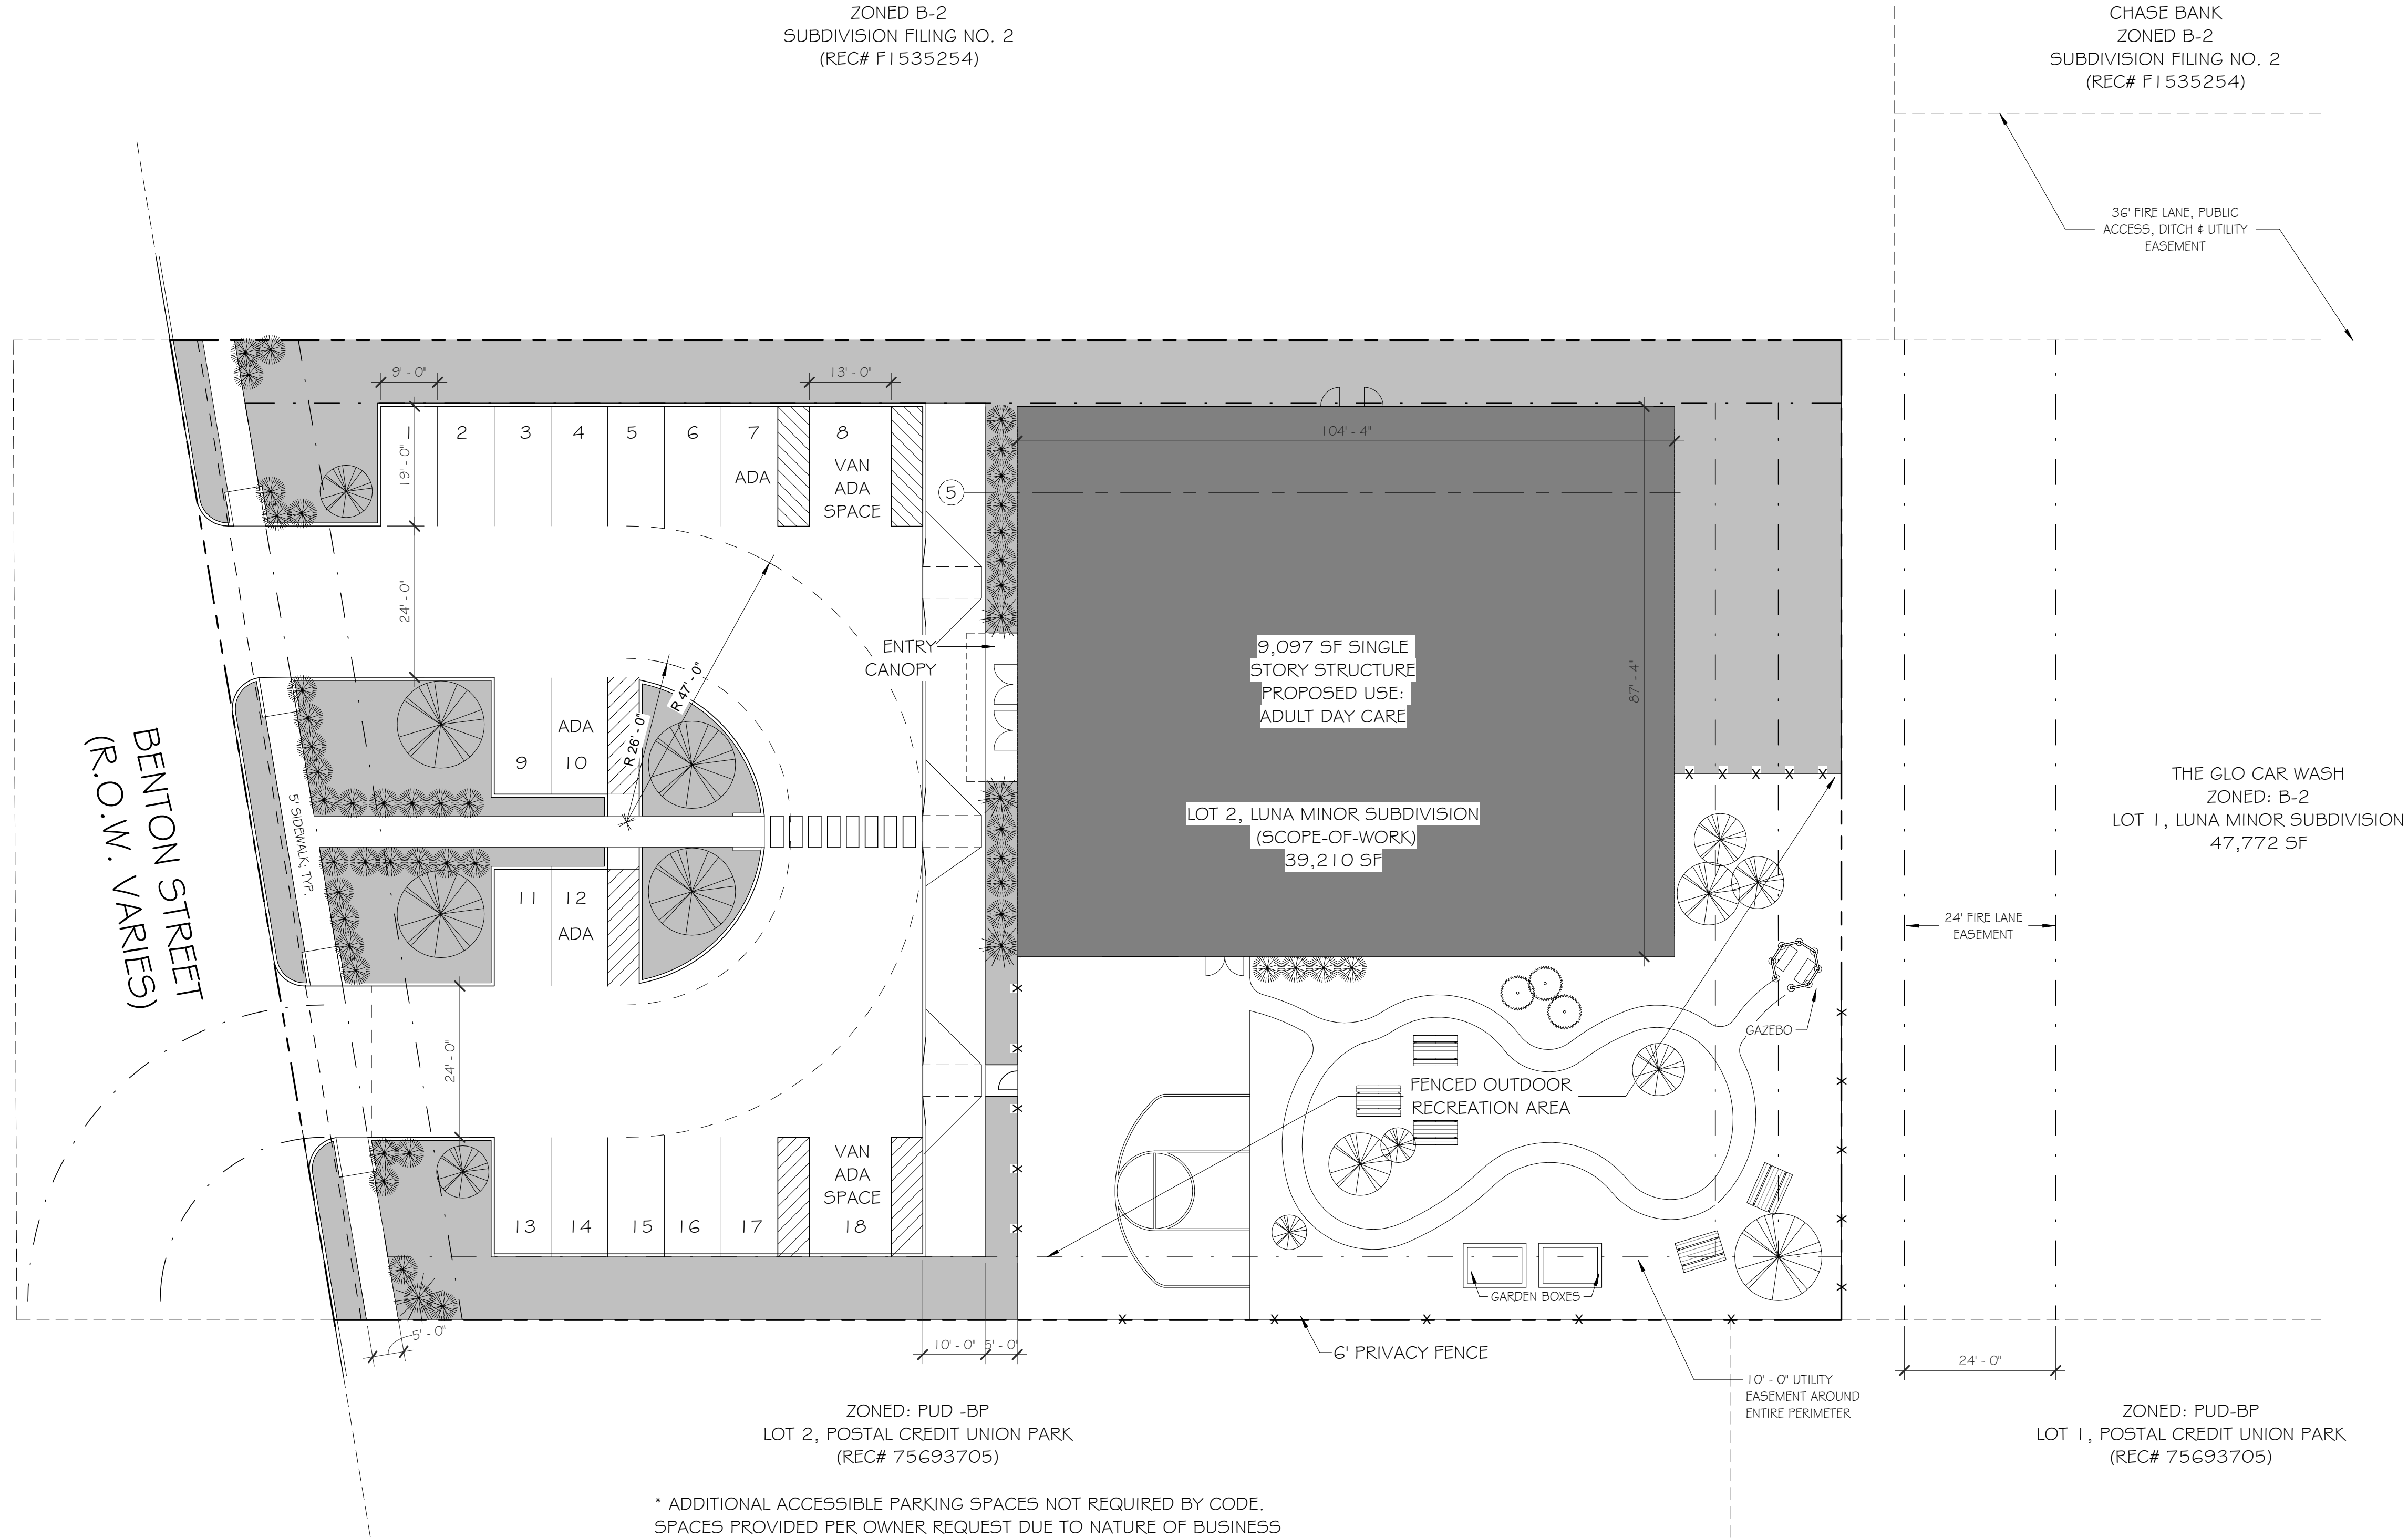 ZONED B-2
SUBDIVISION FILING NO. 2
(REC# F1535254)
CHASE BANK
ZONED B-2
SUBDIVISION FILING NO. 2
(REC# F1535254)
36' FIRE LANE, PUBLIC
ACCESS, DITCH & UTILITY
EASEMENT
9' - 0"
13' - 0"
1
2
3
4
5
6
7
8
ADA
VAN
ADA
SPACE
19' - 0"
5
104' - 4"
24' - 0"
ENTRY
CANOPY
R 47' - 0"
R 26' - 0"
9,097 SF SINGLE
STORY STRUCTURE
PROPOSED USE:
ADULT DAY CARE
87' - 4"
BENTON STREET
(R.O.W. VARIES)
5' SIDEWALK; TYP.
ADA
9
10
LOT 2, LUNA MINOR SUBDIVISION
(SCOPE-OF-WORK)
39,210 SF
THE GLO CAR WASH
ZONED: B-2
LOT 1, LUNA MINOR SUBDIVISION
47,772 SF
11
12
ADA
24' FIRE LANE
EASEMENT
24' - 0"
GAZEBO
FENCED OUTDOOR
RECREATION AREA
VAN
ADA
SPACE
13
14
15
16
17
18
GARDEN BOXES
5' - 0"
10' - 0"
5' - 0"
6' PRIVACY FENCE
24' - 0"
10' - 0" UTILITY
EASEMENT AROUND
ENTIRE PERIMETER
ZONED: PUD -BP
LOT 2, POSTAL CREDIT UNION PARK
(REC# 75693705)
ZONED: PUD-BP
LOT 1, POSTAL CREDIT UNION PARK
(REC# 75693705)
* ADDITIONAL ACCESSIBLE PARKING SPACES NOT REQUIRED BY CODE.
SPACES PROVIDED PER OWNER REQUEST DUE TO NATURE OF BUSINESS